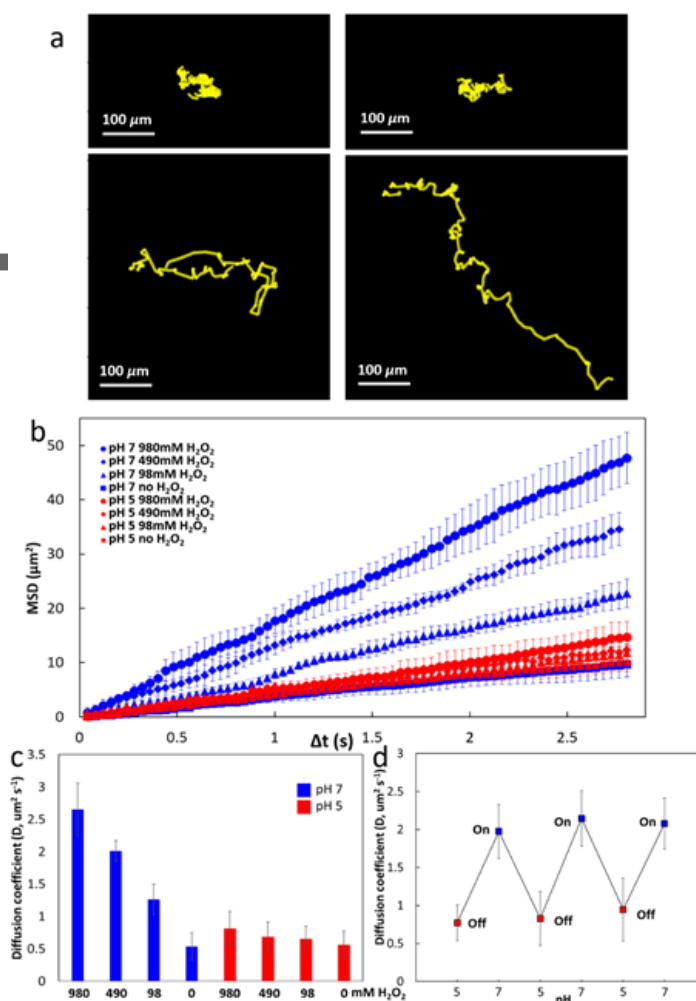 a
100 µm
100 µm
100 µm
100 µm
b
50
40
30
20
10
0
MSD (µm²)
pH 7 980mM H₂O₂
pH 7 490mM H₂O₂
pH 7 98mM H₂O₂
pH 7 no H₂O₂
pH 5 980mM H₂O₂
pH 5 490mM H₂O₂
pH 5 98mM H₂O₂
pH 5 no H₂O₂
0 0.5 1 1.5 2 2.5
Δt (s)
c
Diffusion coefficient (D, um² s⁻¹)
3.5
3
2.5
2
1.5
1
0.5
0
pH 7
pH 5
980 490 98 0 980 490 98 0 mM H₂O₂
d
Diffusion coefficient (D, um² s⁻¹)
3
2.5
2
1.5
1
0.5
0
On On On
Off Off Off
5 7 5 7 5 7
pH